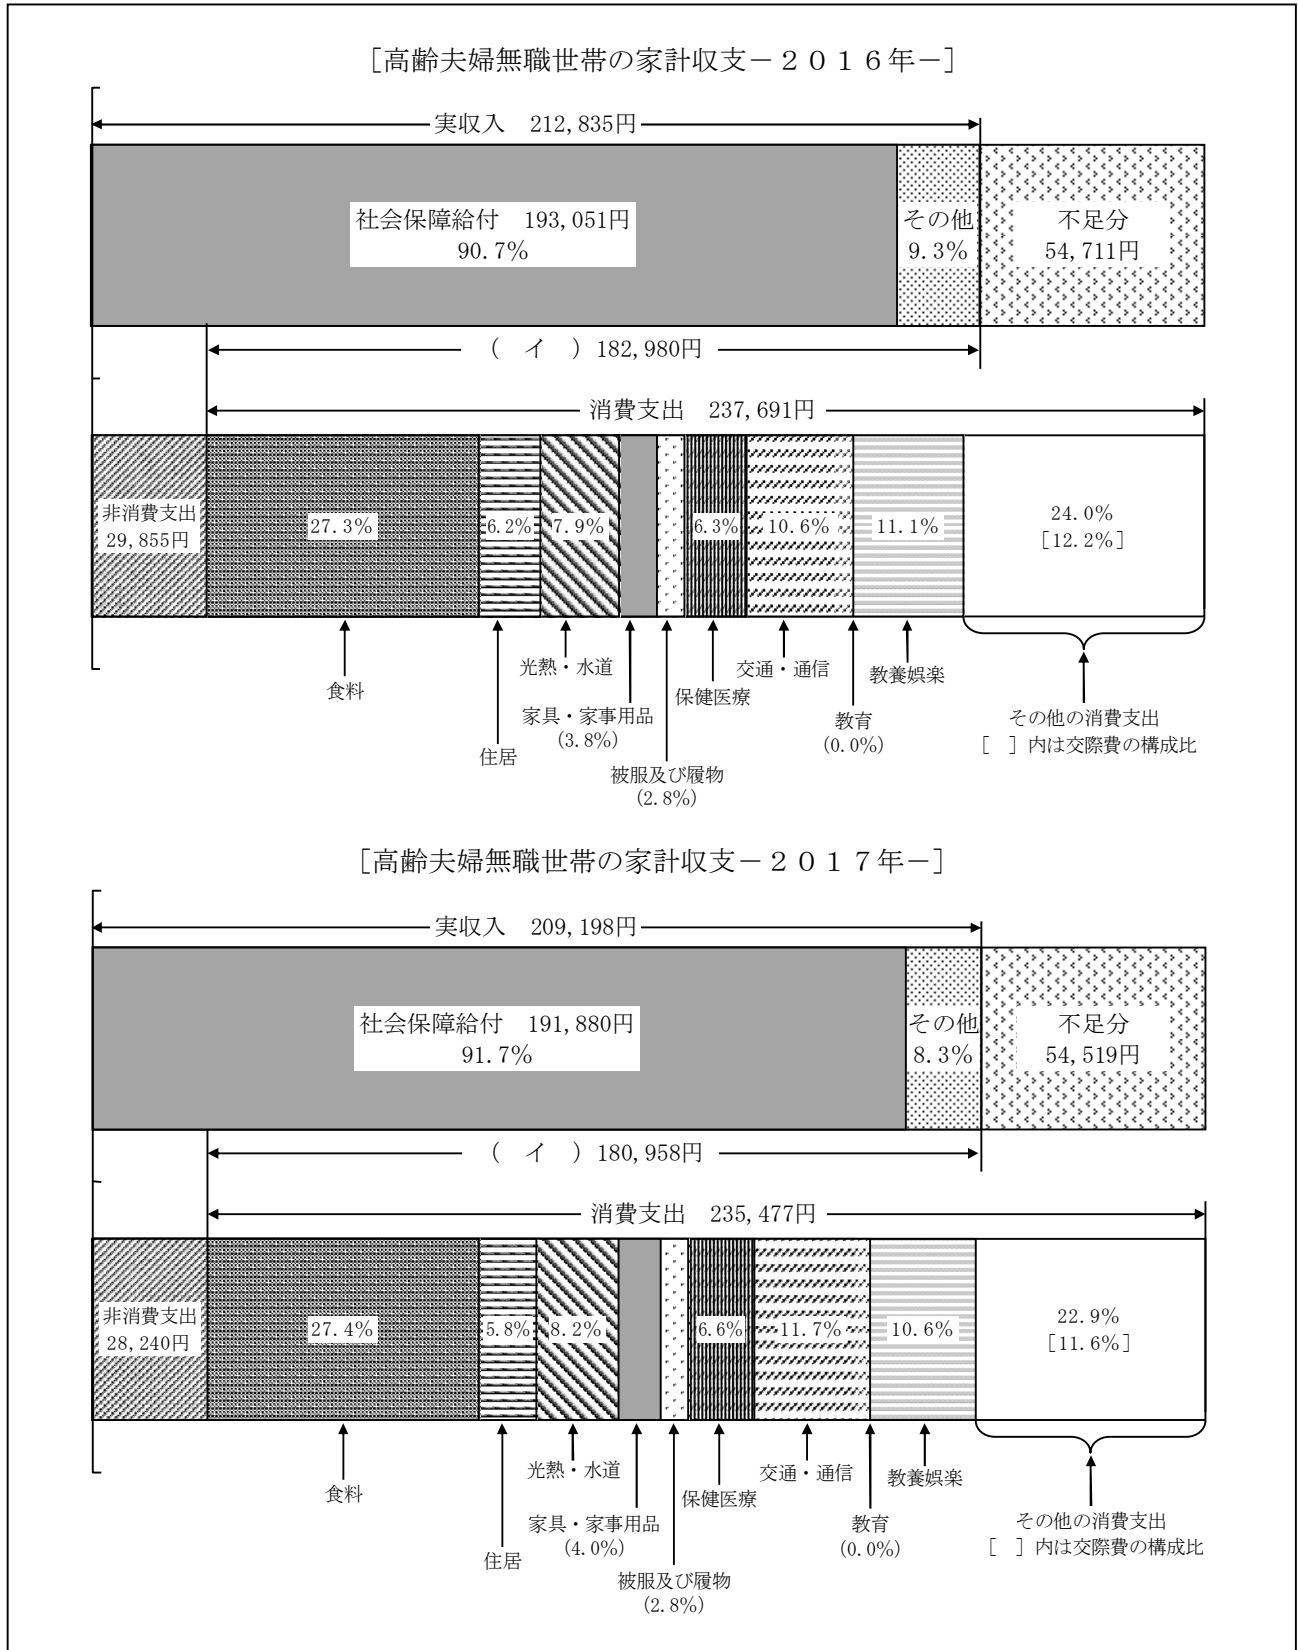 ［高齢夫婦無職世帯の家計収支－２０１６年－］
実収入　212,835円
社会保障給付　193,051円
90.7%
その他
9.3%
不足分
54,711円
（　イ　）182,980円
消費支出　237,691円
非消費支出
29,855円
27.3%
6.2%
7.9%
6.3%
10.6%
11.1%
24.0%
[12.2%]
食料
住居
光熱・水道
家具・家事用品
(3.8%)
被服及び履物
(2.8%)
保健医療
交通・通信
教育
(0.0%)
教養娯楽
その他の消費支出
［　］内は交際費の構成比
［高齢夫婦無職世帯の家計収支－２０１７年－］
実収入　209,198円
社会保障給付　191,880円
91.7%
その他
8.3%
不足分
54,519円
（　イ　）180,958円
消費支出　235,477円
非消費支出
28,240円
27.4%
5.8%
8.2%
6.6%
11.7%
10.6%
22.9%
[11.6%]
食料
住居
光熱・水道
家具・家事用品
(4.0%)
被服及び履物
(2.8%)
保健医療
交通・通信
教育
(0.0%)
教養娯楽
その他の消費支出
［　］内は交際費の構成比